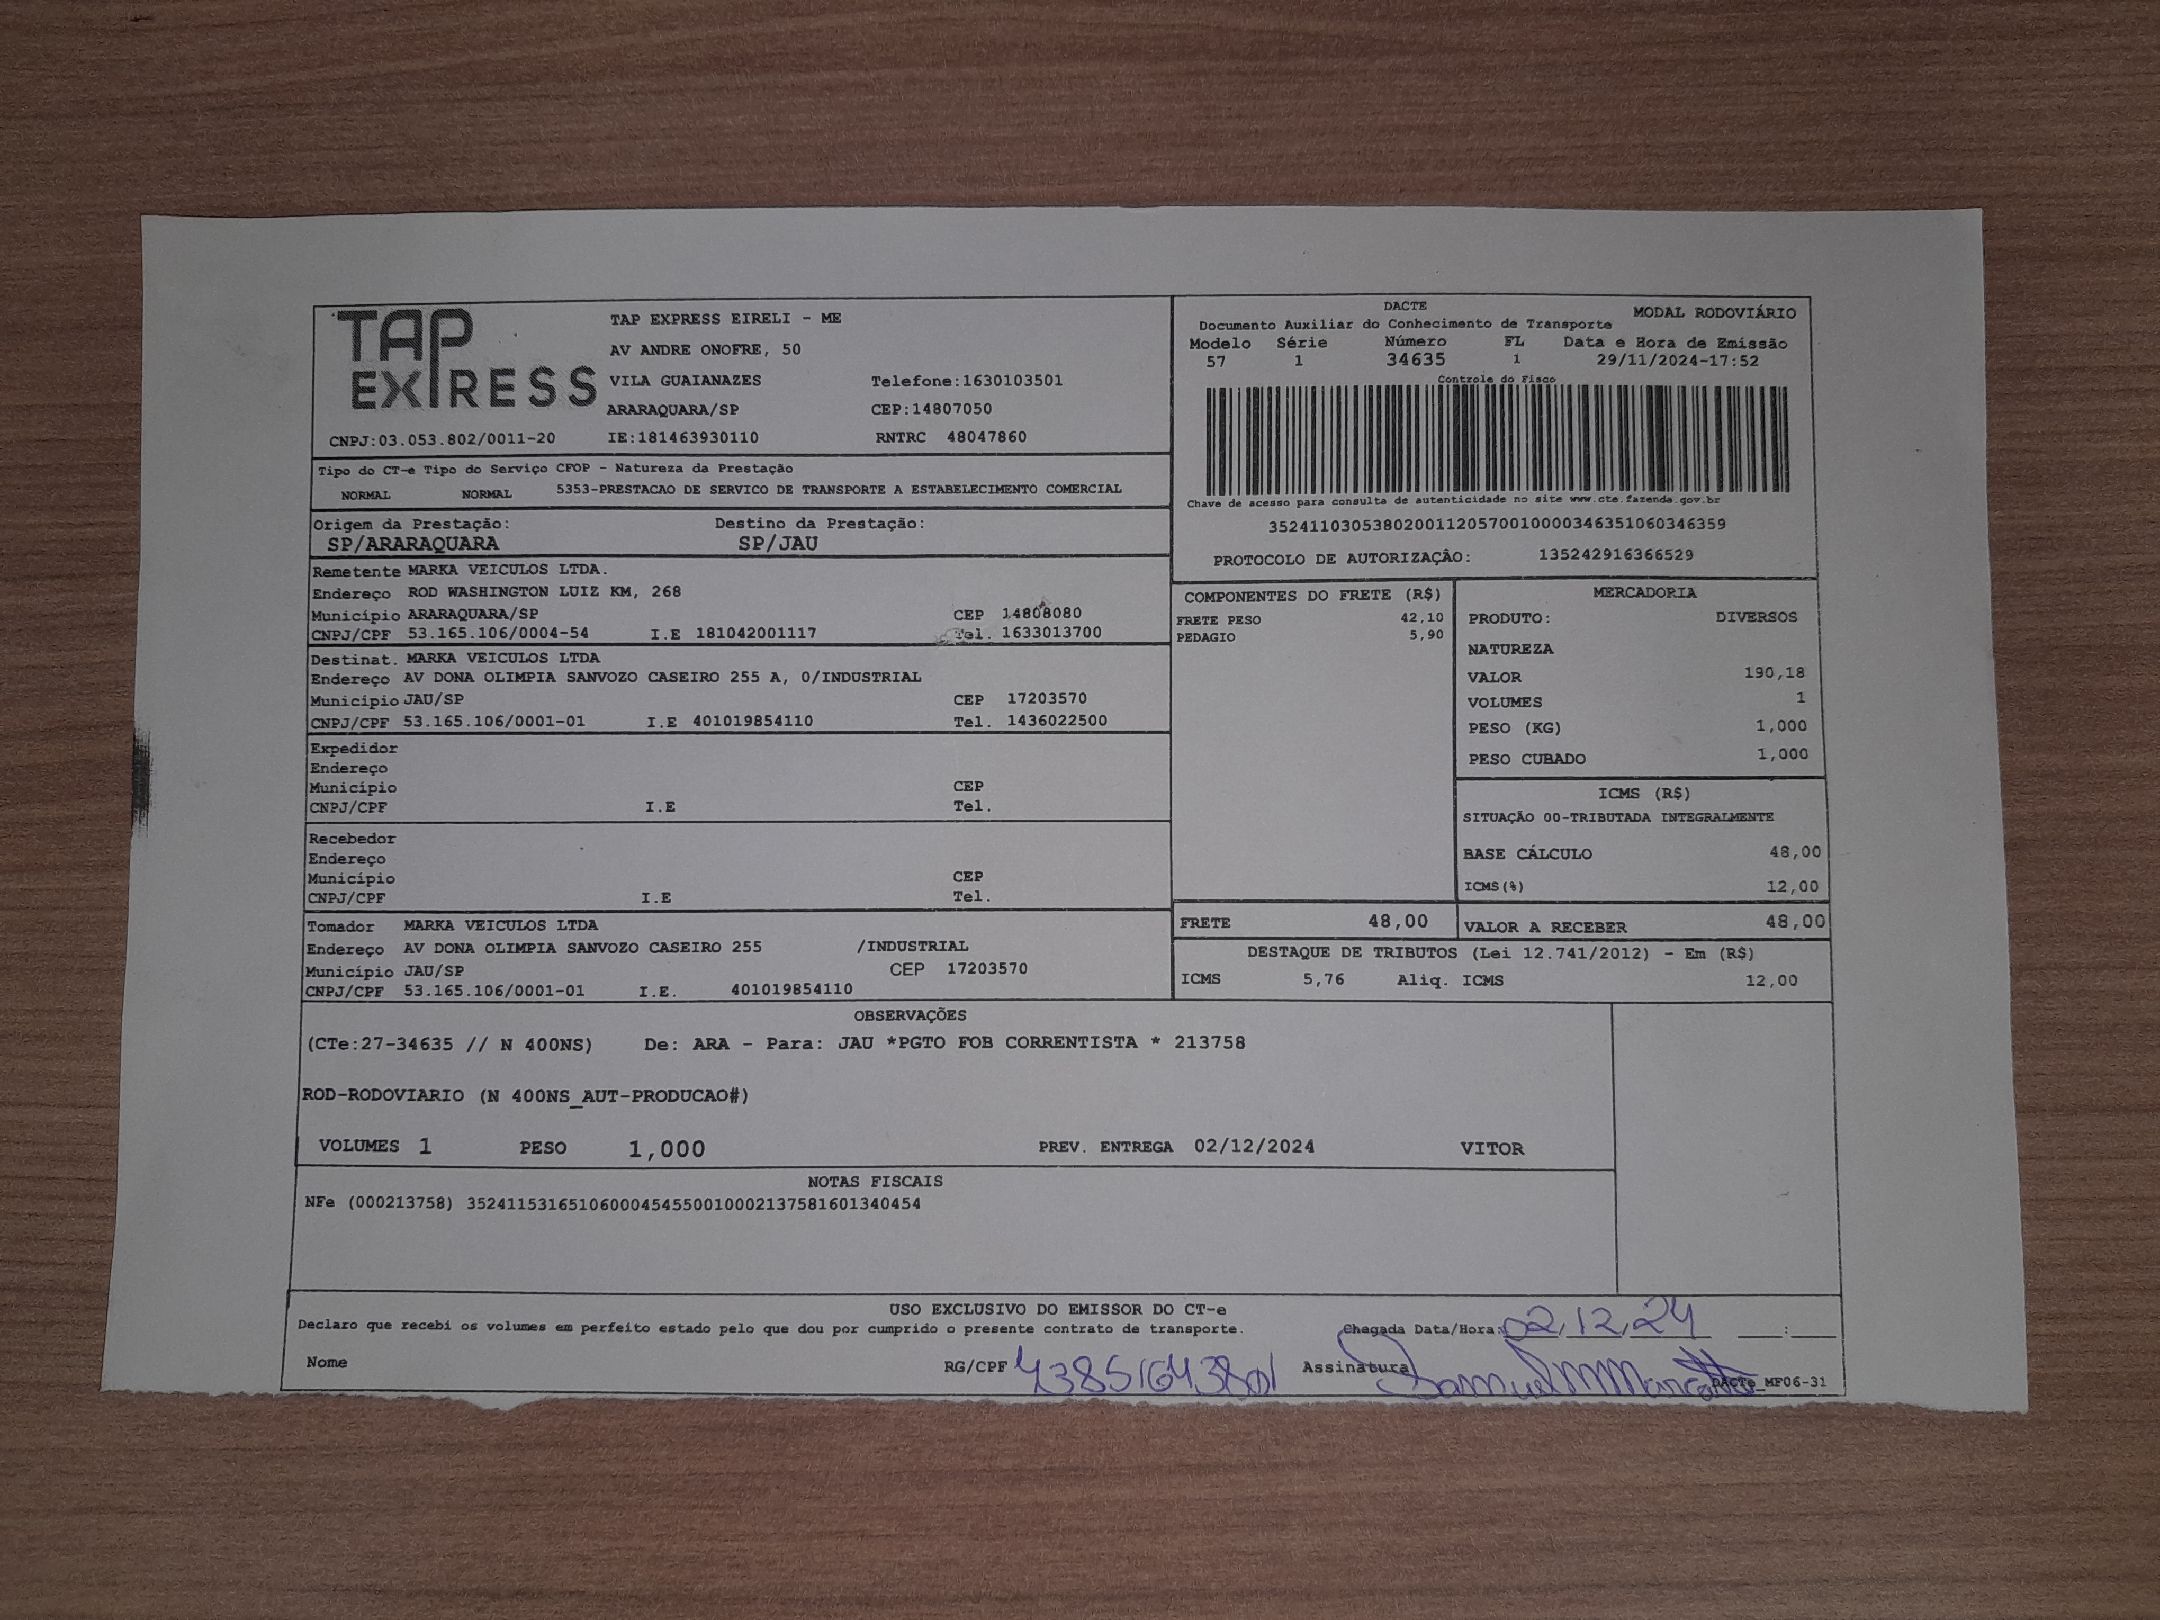 TAP EXPRESS
TAP EXPRESS EIRELI - ME
AV ANDRE ONOFRE, 50
VILA GUAIANAZES Telefone:1630103501
ARARAQUARA/SP CEP:14807050
CNPJ:03.053.802/0011-20 IE:181463930110 RNTRC 48047860
DACTE MODAL RODOVIÁRIO
Documento Auxiliar do Conhecimento de Transporte
Modelo Série Número FL Data e Hora de Emissão
57 1 34635 1 29/11/2024-17:52
Controle do Fisco
Chave de acesso para consulta de autenticidade no site www.cte.fazenda.gov.br
35241103053802001120570010000346351060346359
PROTOCOLO DE AUTORIZAÇÂO: 135242916366529
Tipo do CT-e Tipo do Serviço CFOP - Natureza da Prestação
NORMAL NORMAL 5353-PRESTACAO DE SERVICO DE TRANSPORTE A ESTABELECIMENTO COMERCIAL
Origem da Prestação: Destino da Prestação:
SP/ARARAQUARA SP/JAU
Remetente MARKA VEICULOS LTDA.
Endereço ROD WASHINGTON LUIZ KM, 268
Município ARARAQUARA/SP CEP 14808080
CNPJ/CPF 53.165.106/0004-54 I.E 181042001117 Tel. 1633013700
Destinat. MARKA VEICULOS LTDA
Endereço AV DONA OLIMPIA SANVOZO CASEIRO 255 A, 0/INDUSTRIAL
Município JAU/SP CEP 17203570
CNPJ/CPF 53.165.106/0001-01 I.E 401019854110 Tel. 1436022500
Expedidor
Endereço
Município CEP
CNPJ/CPF I.E Tel.
Recebedor
Endereço
Município CEP
CNPJ/CPF I.E Tel.
Tomador MARKA VEICULOS LTDA
Endereço AV DONA OLIMPIA SANVOZO CASEIRO 255 /INDUSTRIAL
Município JAU/SP CEP 17203570
CNPJ/CPF 53.165.106/0001-01 I.E. 401019854110
COMPONENTES DO FRETE (R$)
FRETE PESO 42,10
PEDAGIO 5,90
MERCADORIA
PRODUTO: DIVERSOS
NATUREZA
VALOR 190,18
VOLUMES 1
PESO (KG) 1,000
PESO CUBADO 1,000
ICMS (R$)
SITUAÇÃO 00-TRIBUTADA INTEGRALMENTE
BASE CÁLCULO 48,00
ICMS(%) 12,00
FRETE 48,00 VALOR A RECEBER 48,00
DESTAQUE DE TRIBUTOS (Lei 12.741/2012) - Em (R$)
ICMS 5,76 Aliq. ICMS 12,00
OBSERVAÇÕES
(CTe:27-34635 // N 400NS) De: ARA - Para: JAU *PGTO FOB CORRENTISTA * 213758
ROD-RODOVIARIO (N 400NS_AUT-PRODUCAO#)
VOLUMES 1 PESO 1,000 PREV. ENTREGA 02/12/2024 VITOR
NOTAS FISCAIS
NFe (000213758) 35241153165106000454550010002137581601340454
USO EXCLUSIVO DO EMISSOR DO CT-e
Declaro que recebi os volumes em perfeito estado pelo que dou por cumprido o presente contrato de transporte. Chegada Data/Hora: 02/12/24 __:__
Nome RG/CPF 43851643801 Assinatura Samuel
DACTe_MF06-31